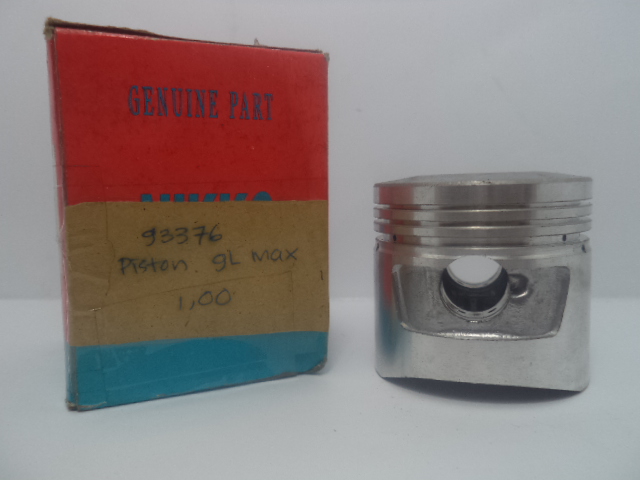 GENUINE PART
93376
Piston gL Max
1,00